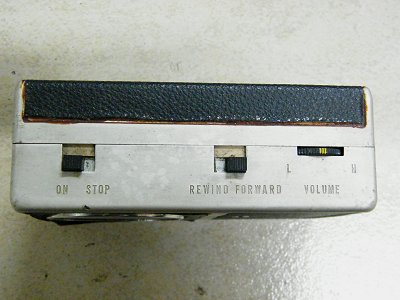 L H
ON STOP REWIND FORWARD VOLUME